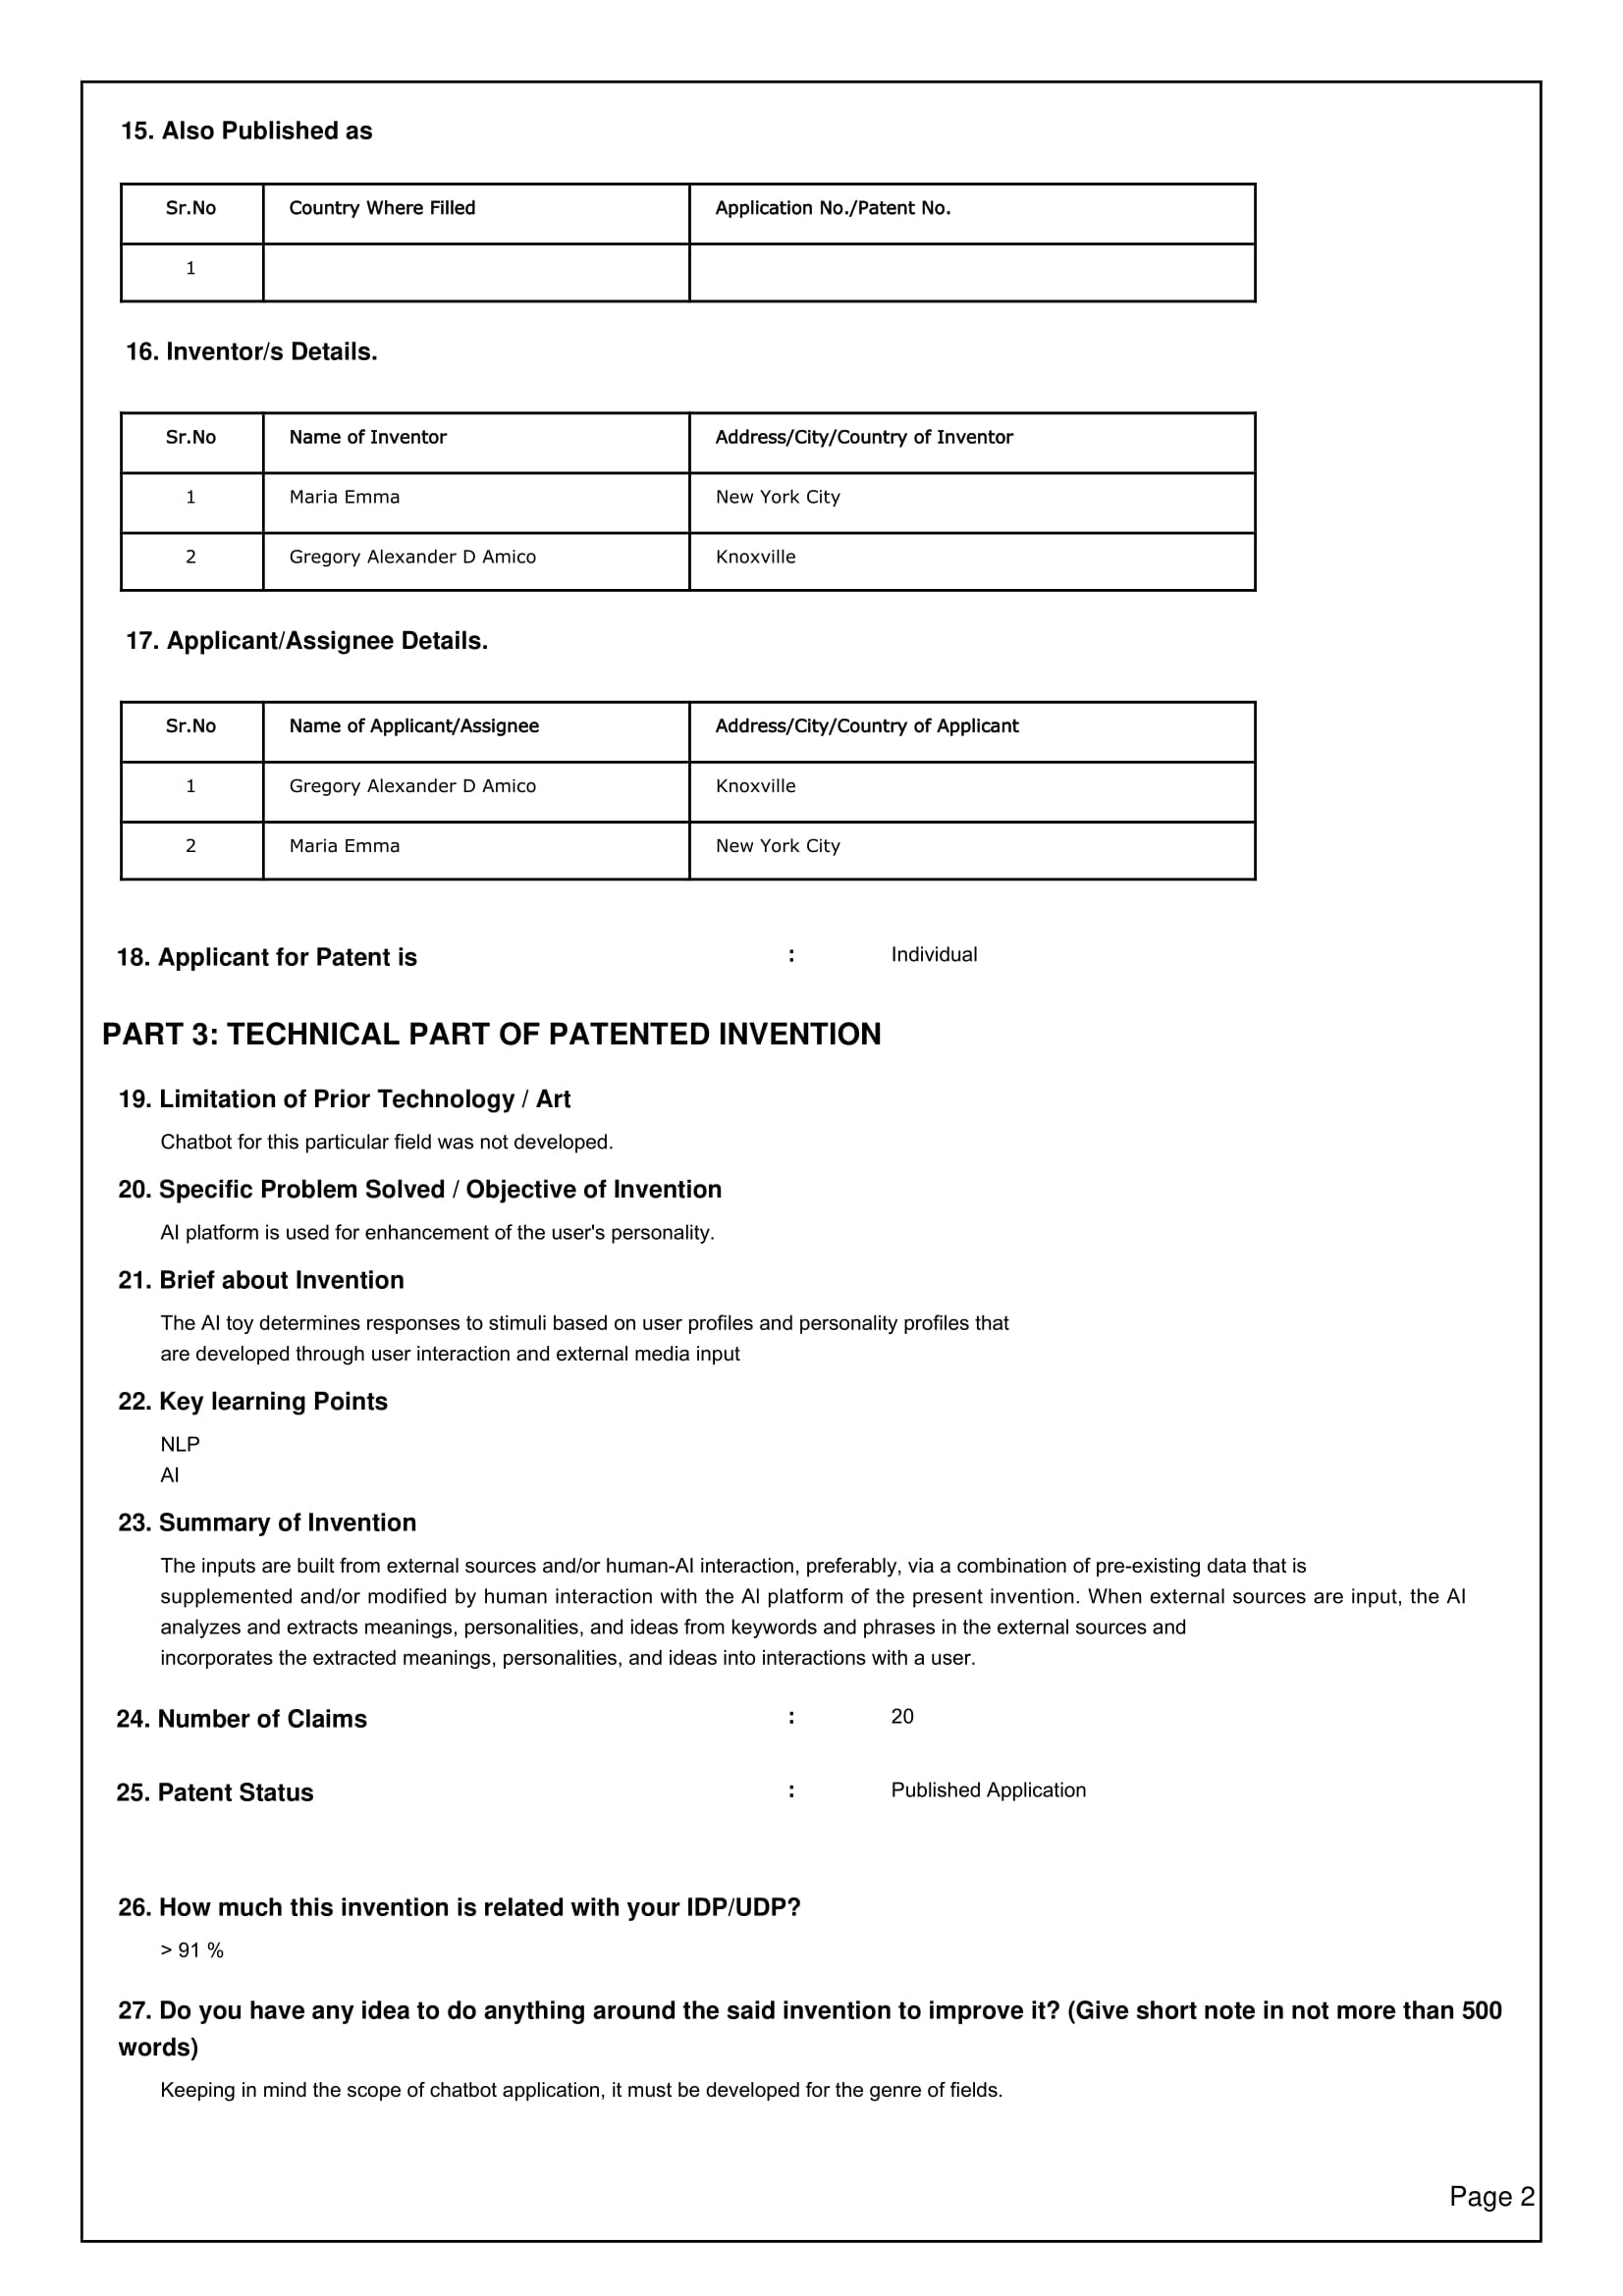 15. Also Published as
Sr.No Country Where Filled Application No./Patent No.
1
16. Inventor/s Details.
Sr.No Name of Inventor Address/City/Country of Inventor
1 Maria Emma New York City
2 Gregory Alexander D Amico Knoxville
17. Applicant/Assignee Details.
Sr.No Name of Applicant/Assignee Address/City/Country of Applicant
1 Gregory Alexander D Amico Knoxville
2 Maria Emma New York City
18. Applicant for Patent is : Individual
PART 3: TECHNICAL PART OF PATENTED INVENTION
19. Limitation of Prior Technology / Art
Chatbot for this particular field was not developed.
20. Specific Problem Solved / Objective of Invention
AI platform is used for enhancement of the user's personality.
21. Brief about Invention
The AI toy determines responses to stimuli based on user profiles and personality profiles that
are developed through user interaction and external media input
22. Key learning Points
NLP
AI
23. Summary of Invention
The inputs are built from external sources and/or human-AI interaction, preferably, via a combination of pre-existing data that is
supplemented and/or modified by human interaction with the AI platform of the present invention. When external sources are input, the AI
analyzes and extracts meanings, personalities, and ideas from keywords and phrases in the external sources and
incorporates the extracted meanings, personalities, and ideas into interactions with a user.
24. Number of Claims : 20
25. Patent Status : Published Application
26. How much this invention is related with your IDP/UDP?
> 91 %
27. Do you have any idea to do anything around the said invention to improve it? (Give short note in not more than 500
words)
Keeping in mind the scope of chatbot application, it must be developed for the genre of fields.
Page 2